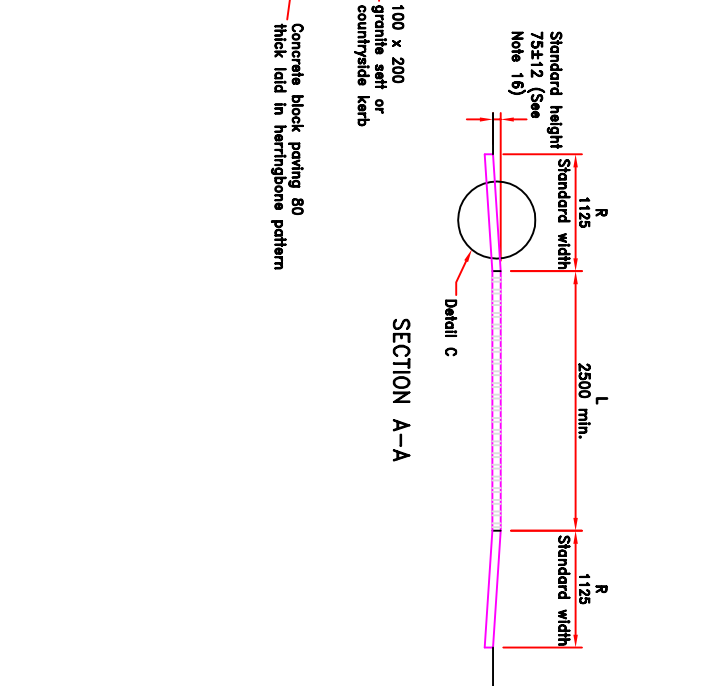 Standard height
75±12 (See
Note 16)
R
1125
Standard width
L
2500 min.
R
1125
Standard width
100 x 200
granite sett or
countryside kerb
Detail C
SECTION A-A
Concrete block paving 80
thick laid in herringbone pattern